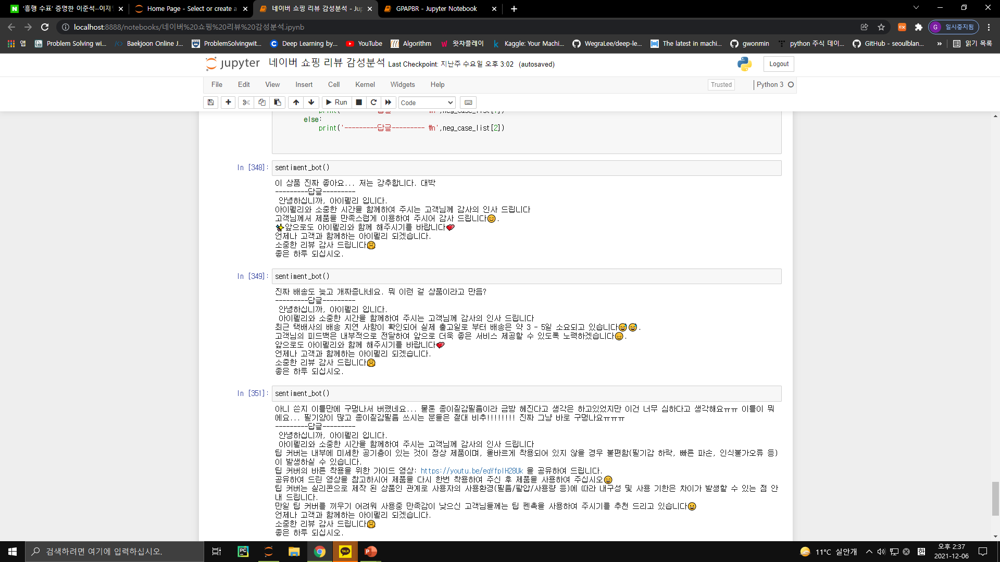 '흥행 수표' 증명한 이준석…이재
Home Page - Select or create a
네이버 쇼핑 리뷰 감성분석 - Jup
GPAPBR - Jupyter Notebook
localhost:8888/notebooks/네이버%20쇼핑%20리뷰%20감성분석.ipynb
G 일시중지됨
앱 Problem Solving wi... Baekjoon Online J... ProblemSolvingwit... Deep Learning by... YouTube Algorithm 왓챠플레이 Kaggle: Your Machi... WegraLee/deep-le... The latest in machi... gwonmin python 주식 데이... GitHub - seoulblan... » 읽기 목록
jupyter 네이버 쇼핑 리뷰 감성분석 Last Checkpoint: 지난주 수요일 오후 3:02 (autosaved)
Logout
File Edit View Insert Cell Kernel Widgets Help
Trusted Python 3
Run Code
else:
print('---------답글--------- ₩n',neg_case_list[2])
In [348]: sentiment_bot()
이 상품 진짜 좋아요... 저는 강추합니다. 대박
---------답글---------
안녕하십니까, 아이펠리 입니다.
아이펠리와 소중한 시간을 함께하여 주시는 고객님께 감사의 인사 드립니다
고객님께서 제품을 만족스럽게 이용하여 주시어 감사 드립니다😊.
✨앞으로도 아이펠리와 함께 해주시기를 바랍니다💕
언제나 고객과 함께하는 아이펠리 되겠습니다.
소중한 리뷰 감사 드립니다🤗
좋은 하루 되십시오.
In [349]: sentiment_bot()
진짜 배송도 늦고 개짜증나네요. 뭐 이런 걸 상품이라고 만듬?
---------답글---------
안녕하십니까, 아이펠리 입니다.
아이펠리와 소중한 시간을 함께하여 주시는 고객님께 감사의 인사 드립니다
최근 택배사의 배송 지연 사항이 확인되어 실제 출고일로 부터 배송은 약 3 - 5일 소요되고 있습니다😅😅.
고객님의 피드백은 내부적으로 전달하여 앞으로 더욱 좋은 서비스 제공할 수 있도록 노력하겠습니다😔.
앞으로도 아이펠리와 함께 해주시기를 바랍니다💕
언제나 고객과 함께하는 아이펠리 되겠습니다.
소중한 리뷰 감사 드립니다🤗
좋은 하루 되십시오.
In [351]: sentiment_bot()
아니 쓴지 이틀만에 구멍나서 버렸네요... 물론 종이질감필름이라 금방 헤진다고 생각은 하고있었지만 이건 너무 심하다고 생각해요ㅠㅠ 이틀이 뭐
에요... 필기양이 많고 종이질감필름 쓰시는 분들은 절대 비추!!!!!!!! 진짜 그냥 바로 구멍나요ㅠㅠㅠ
---------답글---------
안녕하십니까, 아이펠리 입니다.
아이펠리와 소중한 시간을 함께하여 주시는 고객님께 감사의 인사 드립니다
팁 커버는 내부에 미세한 공기층이 있는 것이 정상 제품이며, 올바르게 착용되어 있지 않을 경우 불편함(필기감 하락, 빠른 파손, 인식불가오류 등)
이 발생하실 수 있습니다.
팁 커버의 바른 착용을 위한 가이드 영상: https://youtu.be/eqYfpIH28Uk 을 공유하여 드립니다.
공유하여 드린 영상을 참고하시어 제품을 다시 한번 착용하여 주신 후 제품을 사용하여 주십시오😄
팁 커버는 실리콘으로 제작 된 상품인 관계로 사용자의 사용환경(필름/팔압/사용량 등)에 따라 내구성 및 사용 기한은 차이가 발생할 수 있는 점 안
내 드립니다.
만일 팁 커버를 끼우기 어려워 사용중 만족감이 낮으신 고객님들께는 팁 펜촉을 사용하여 주시기를 추천 드리고 있습니다😀
언제나 고객과 함께하는 아이펠리 되겠습니다.
소중한 리뷰 감사 드립니다🤗
좋은 하루 되십시오.
검색하려면 여기에 입력하십시오.
11°C 실안개
한
오후 2:37
2021-12-06